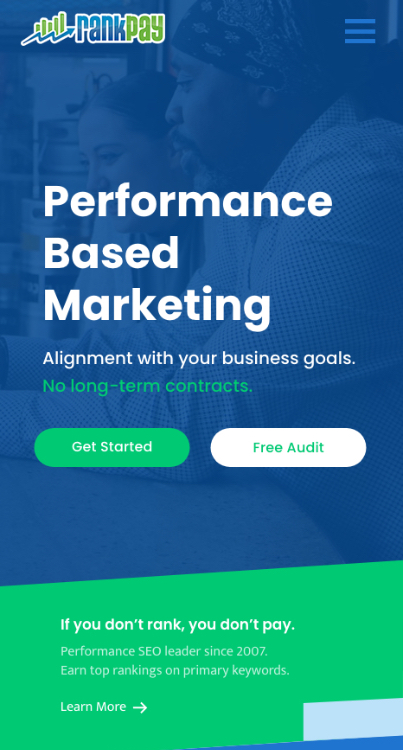 rankpay
Performance
Based
Marketing
Alignment with your business goals.
No long-term contracts.
Get Started
Free Audit
If you don't rank, you don't pay.
Performance SEO leader since 2007.
Earn top rankings on primary keywords.
Learn More →